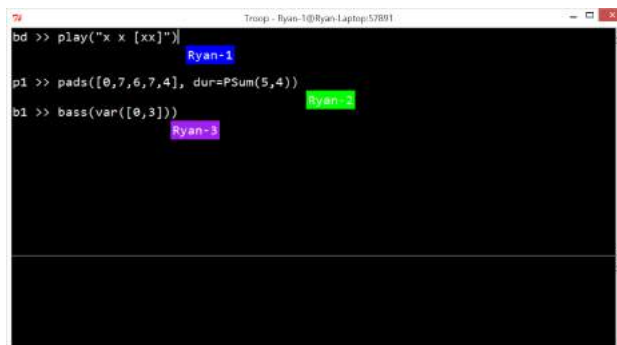 Troop - Ryan-1@Ryan-Laptop:57891
bd >> play("x x [xx]")
Ryan-1
p1 >> pads([0,7,6,7,4], dur=PSum(5,4))
Ryan-2
b1 >> bass(var([0,3]))
Ryan-3